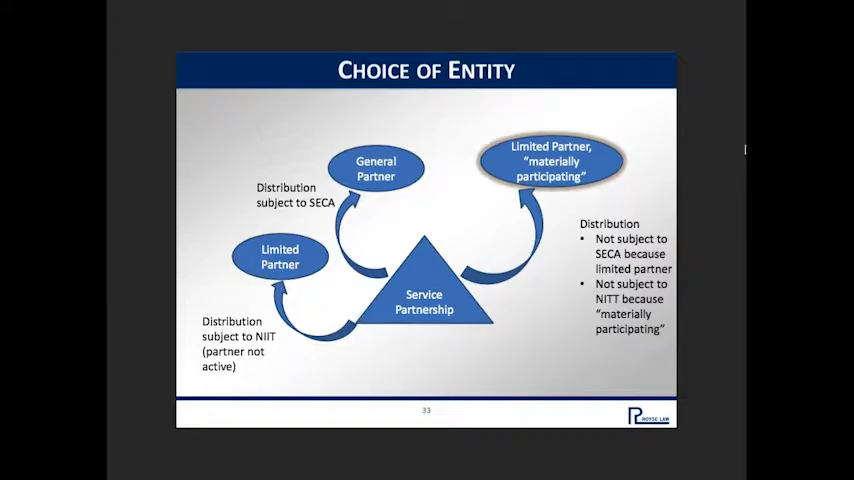 CHOICE OF ENTITY
General
Partner
Limited Partner,
“materially
participating”
Distribution
subject to SECA
Limited
Partner
Distribution
• Not subject to
SECA because
limited partner
• Not subject to
NITT because
“materially
participating”
Service
Partnership
Distribution
subject to NIIT
(partner not
active)
33
ROYSE LAW